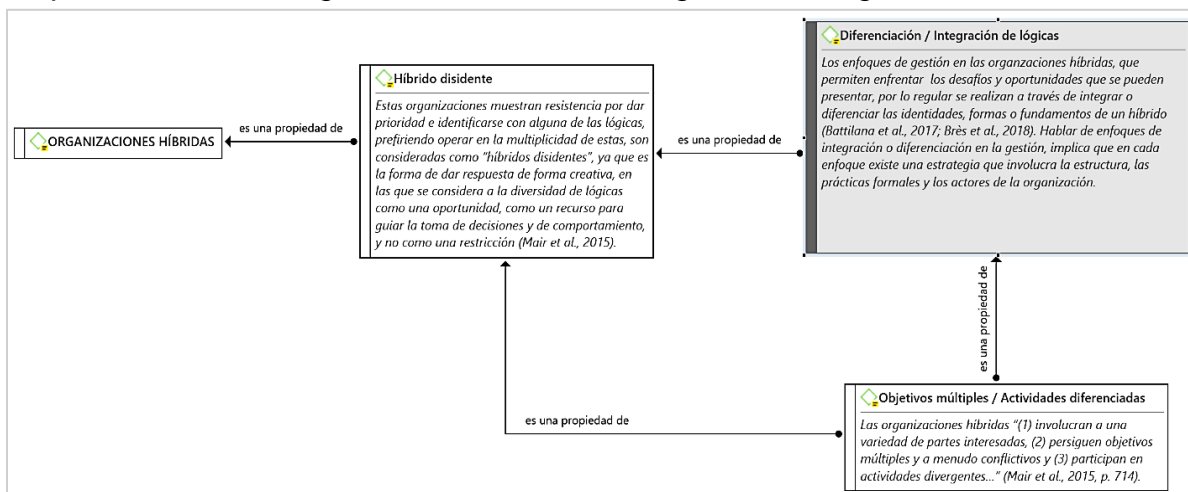 ORGANIZACIONES HÍBRIDAS
es una propiedad de
Híbrido disidente
Estas organizaciones muestran resistencia por dar
prioridad e identificarse con alguna de las lógicas,
prefiriendo operar en la multiplicidad de estas, son
consideradas como "híbridos disidentes", ya que es
la forma de dar respuesta de forma creativa, en
las que se considera a la diversidad de lógicas
como una oportunidad, como un recurso para
guiar la toma de decisiones y de comportamiento,
y no como una restricción (Mair et al., 2015).
es una propiedad de
Diferenciación / Integración de lógicas
Los enfoques de gestión en las organzaciones híbridas, que
permiten enfrentar los desafíos y oportunidades que se pueden
presentar, por lo regular se realizan a través de integrar o
diferenciar las identidades, formas o fundamentos de un híbrido
(Battilana et al., 2017; Brès et al., 2018). Hablar de enfoques de
integración o diferenciación en la gestión, implica que en cada
enfoque existe una estrategia que involucra la estructura, las
prácticas formales y los actores de la organización.
es una propiedad de
es una propiedad de
Objetivos múltiples / Actividades diferenciadas
Las organizaciones híbridas "(1) involucran a una
variedad de partes interesadas, (2) persiguen objetivos
múltiples y a menudo conflictivos y (3) participan en
actividades divergentes..." (Mair et al., 2015, p. 714).